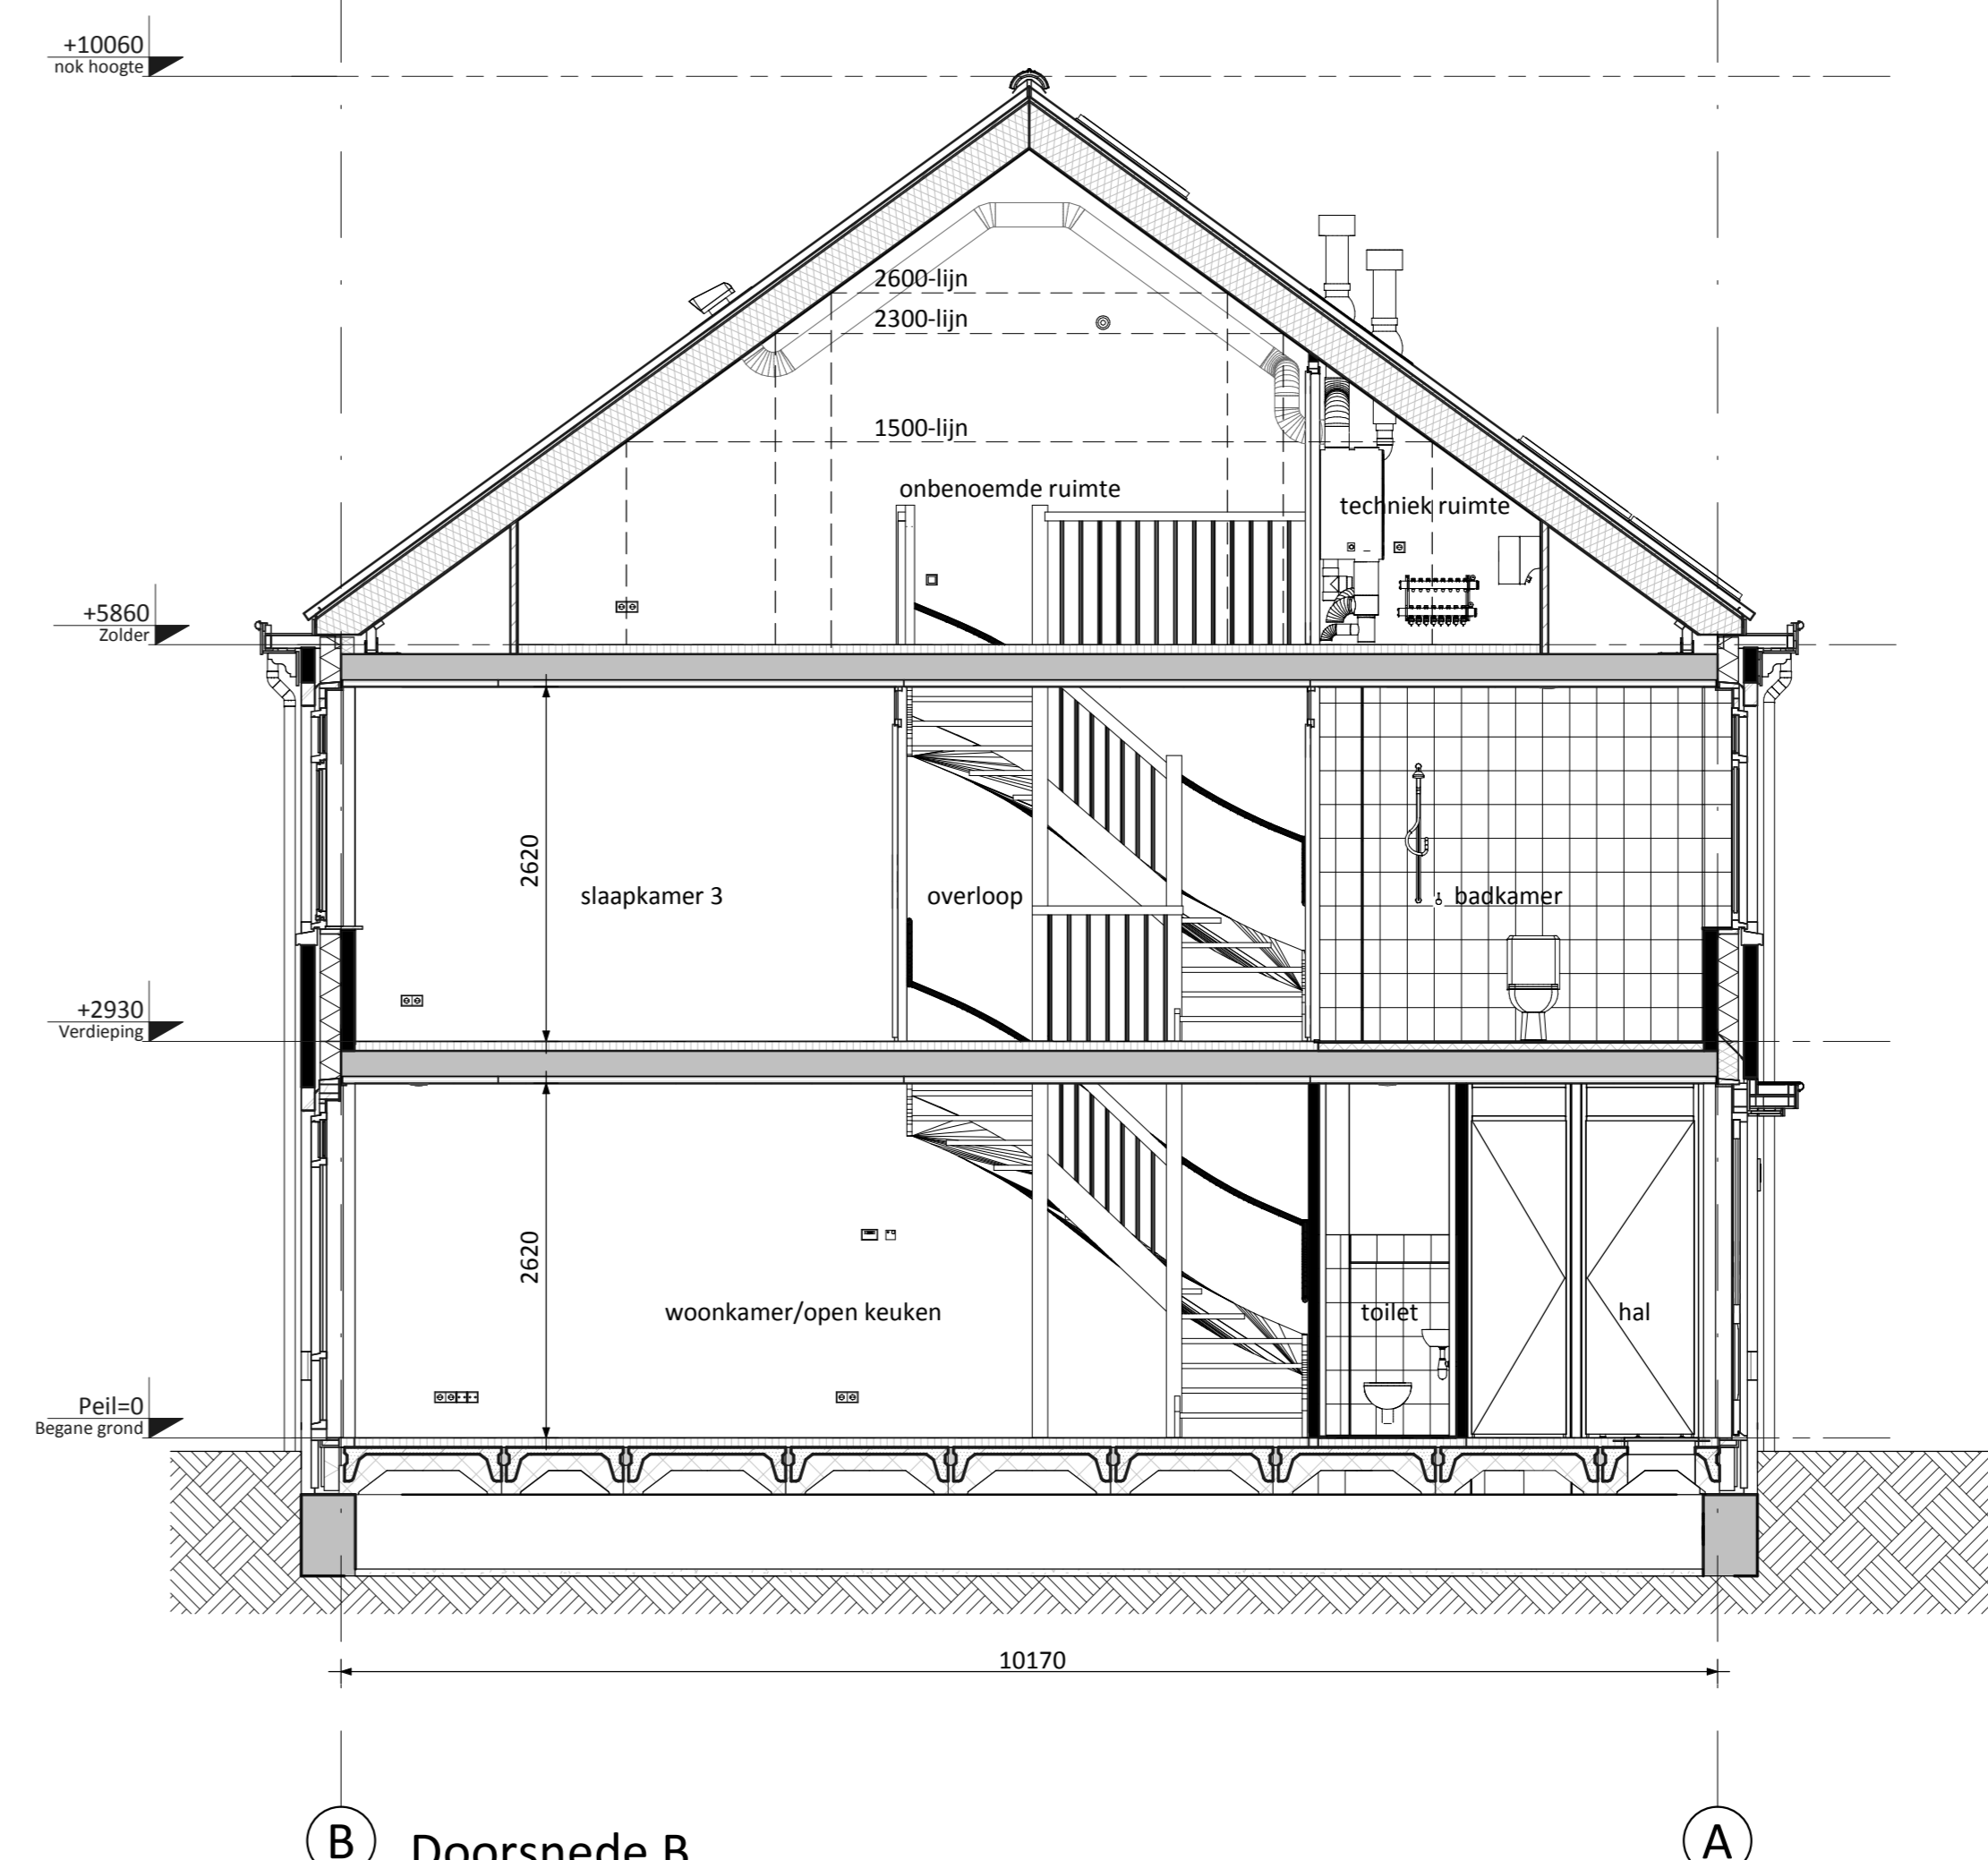 +10060
nok hoogte
2600-lijn
2300-lijn
1500-lijn
onbenoemde ruimte
techniek ruimte
+5860
Zolder
2620
slaapkamer 3
overloop
badkamer
+2930
Verdieping
2620
woonkamer/open keuken
toilet
hal
Peil=0
Begane grond
10170
B
Doorsnede B
A